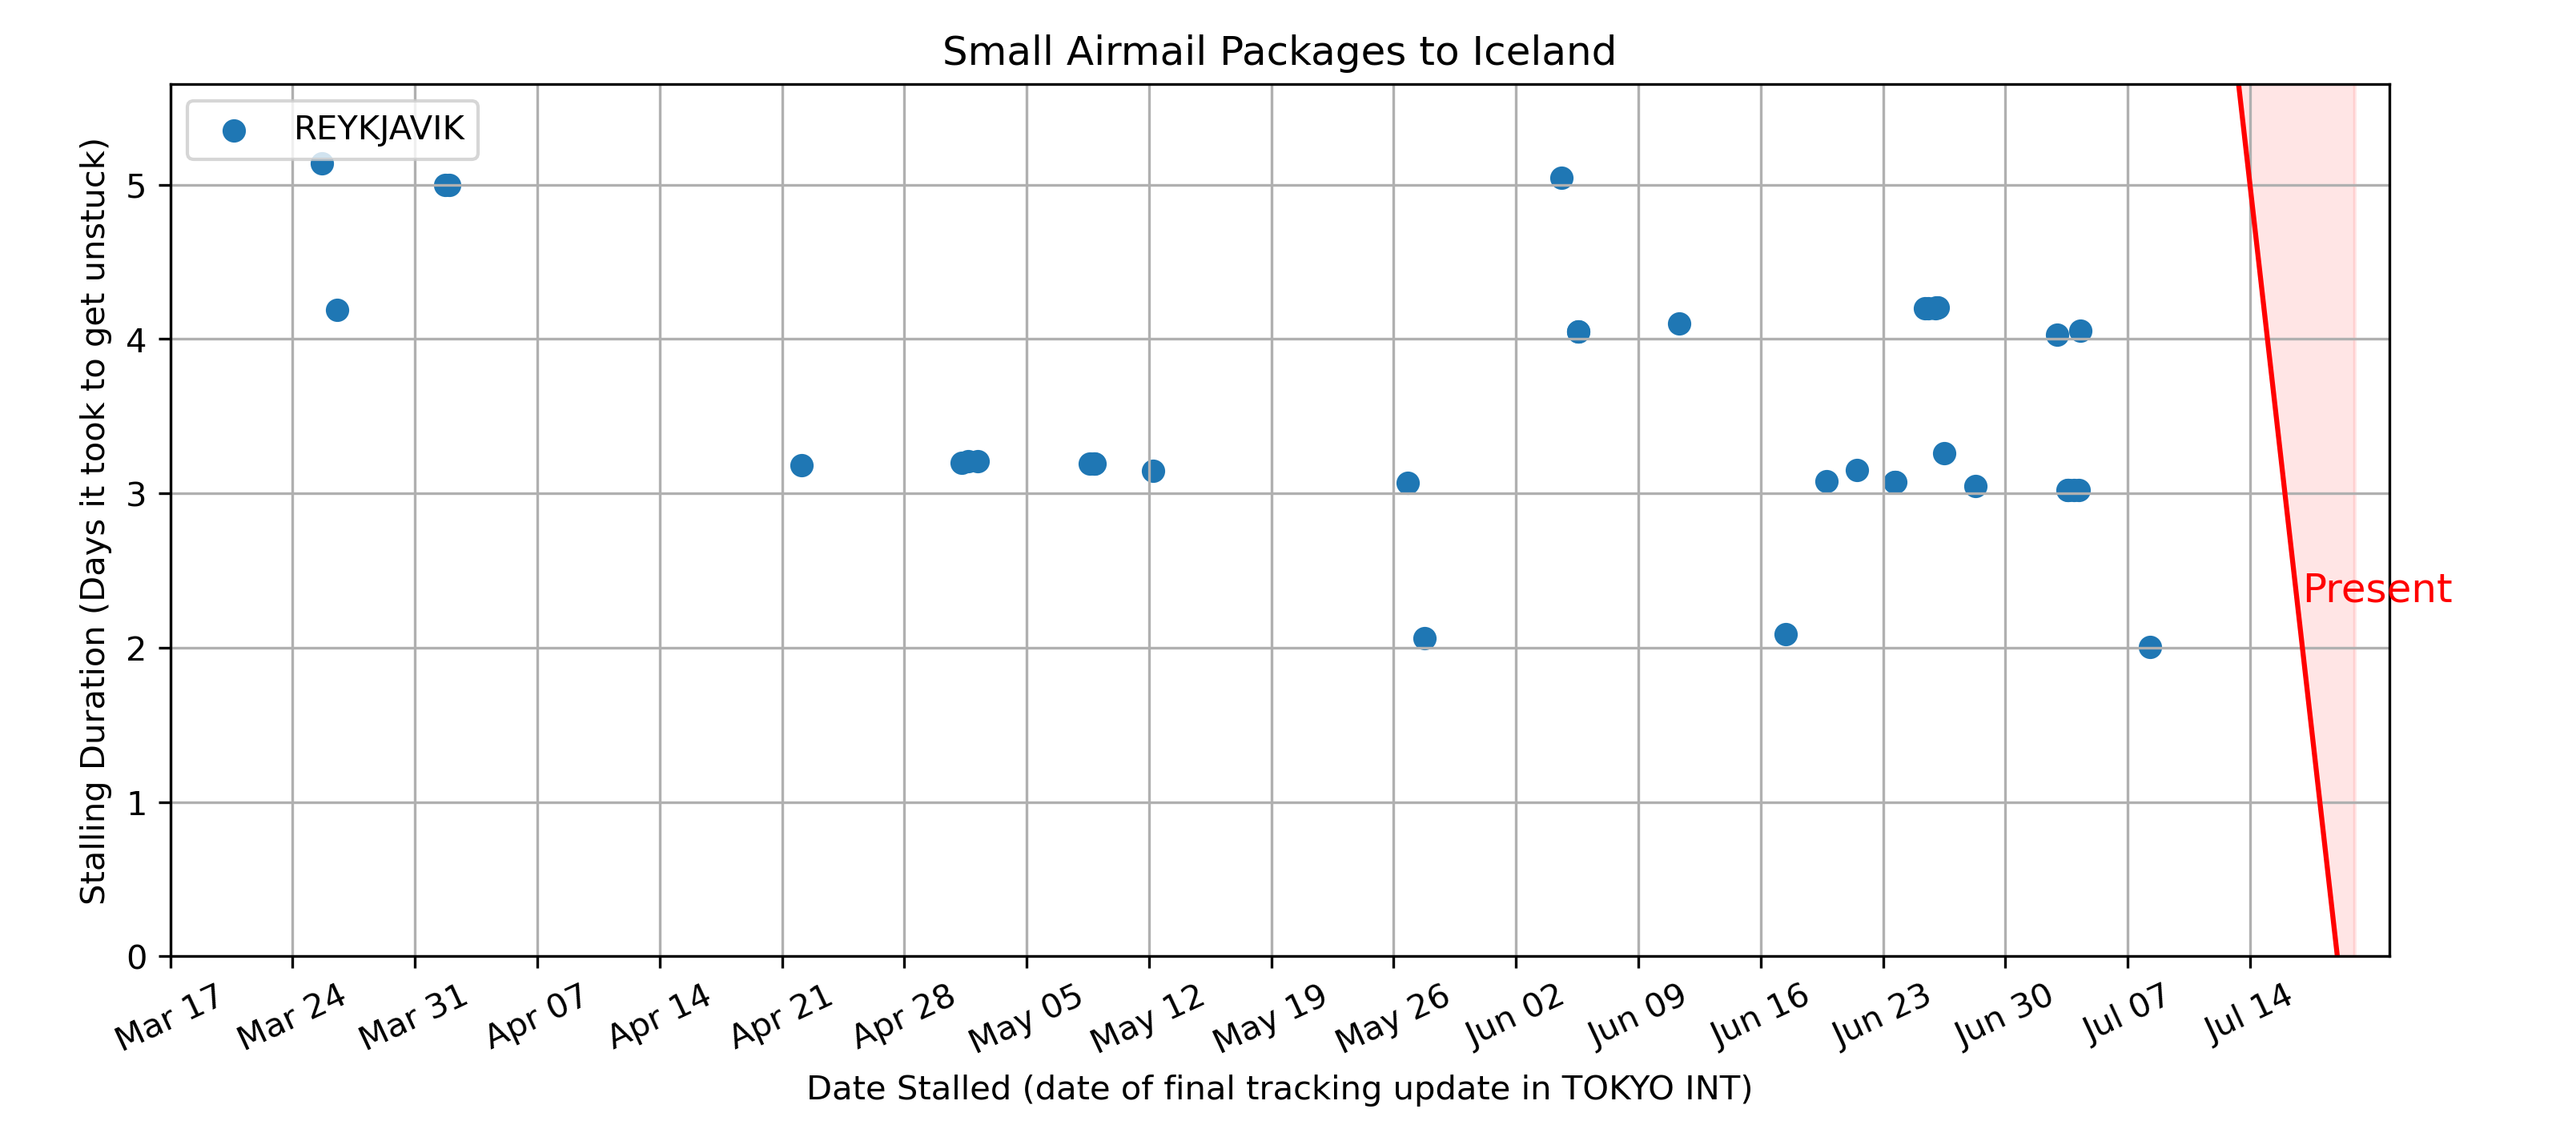 Small Airmail Packages to Iceland
REYKJAVIK
Stalling Duration (Days it took to get unstuck)
5
4
3
2
1
0
Present
Mar 17
Mar 24
Mar 31
Apr 07
Apr 14
Apr 21
Apr 28
May 05
May 12
May 19
May 26
Jun 02
Jun 09
Jun 16
Jun 23
Jun 30
Jul 07
Jul 14
Date Stalled (date of final tracking update in TOKYO INT)